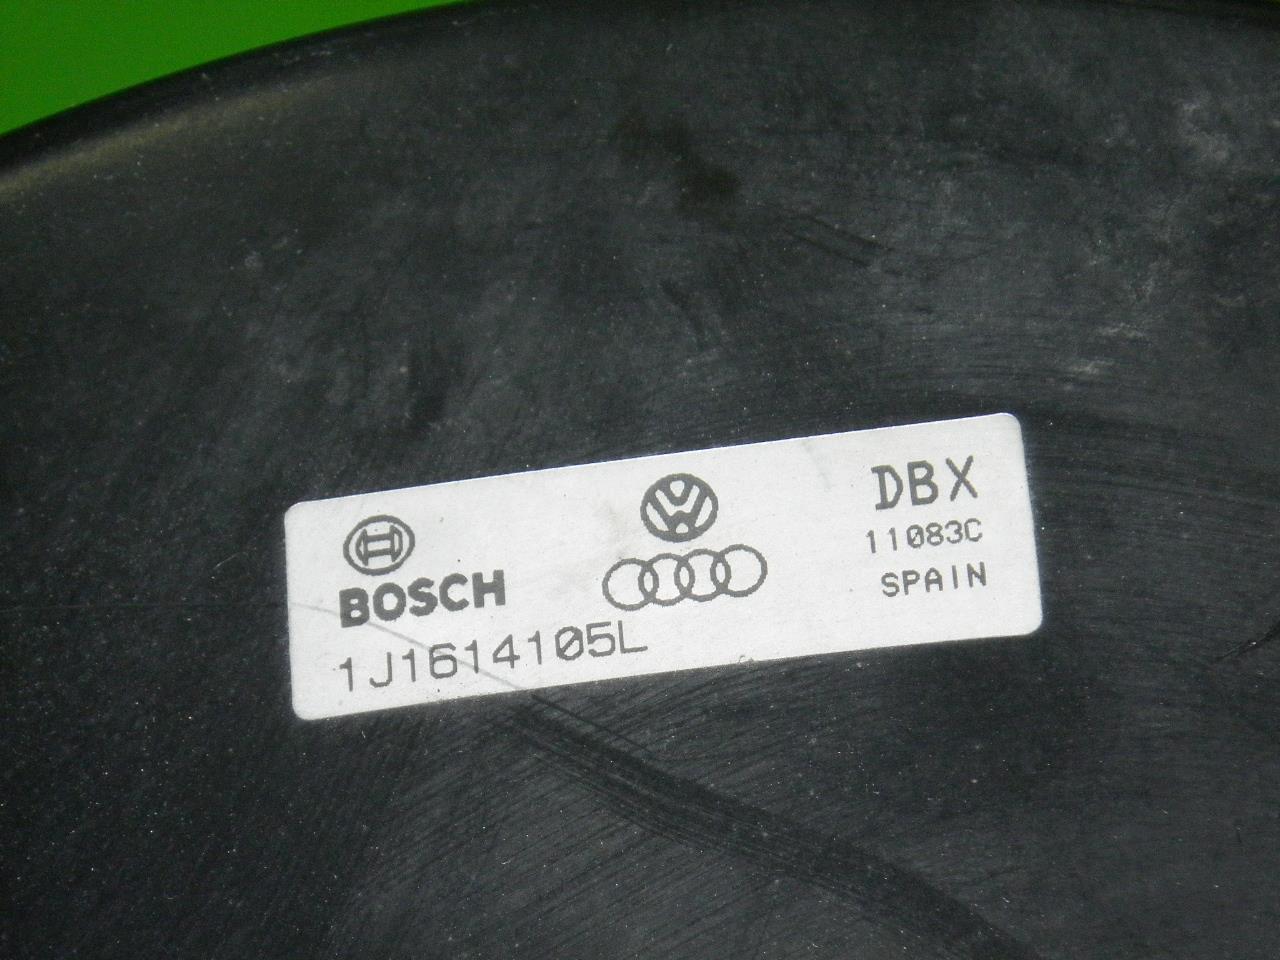 BOSCH
1J1614105L
DBX
11083C
SPAIN